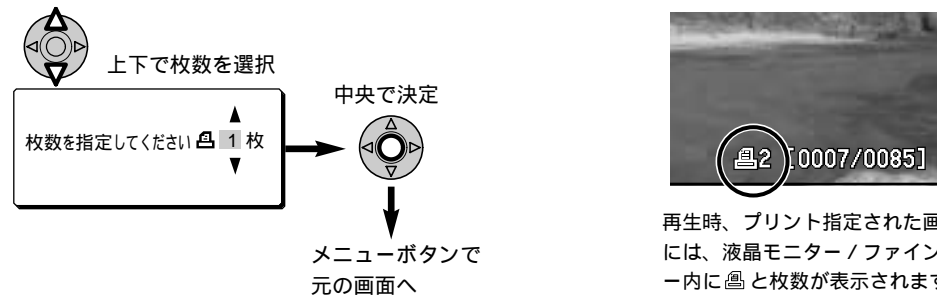 上下で枚数を選択
枚数を指定してください 1 枚
中央で決定
メニューボタンで
元の画面へ
2 [0007/0085]
再生時、プリント指定された画
には、液晶モニター / ファイン
ー内に と枚数が表示されます